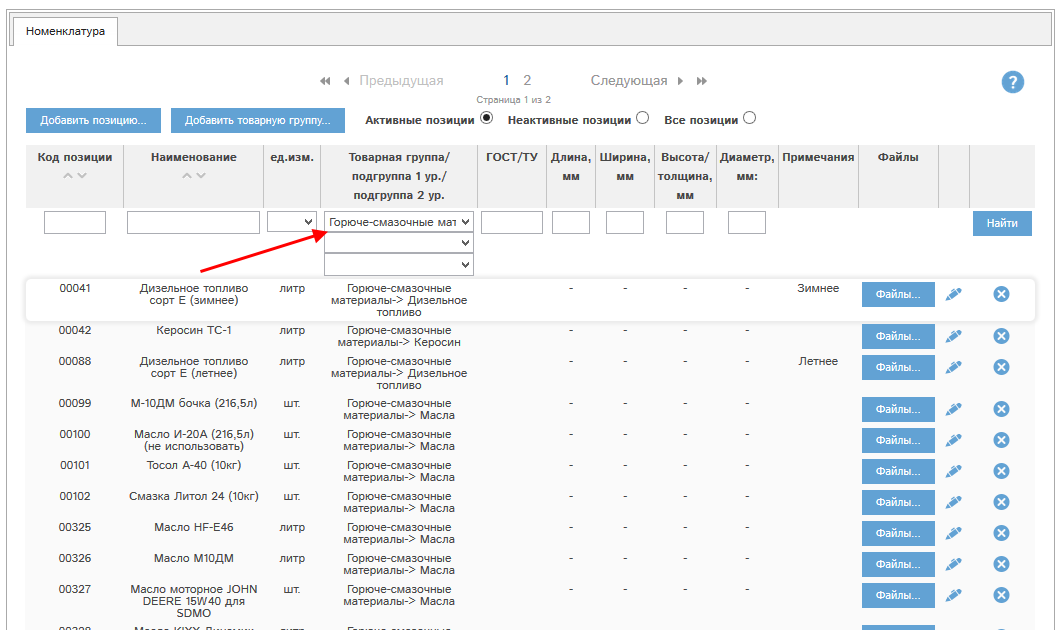 Номенклатура
Предыдущая 1 2 Следующая
?
Страница 1 из 2
Добавить позицию... Добавить товарную группу... Активные позиции Неактивные позиции Все позиции
Код позиции Наименование ед.изм. Товарная группа/ ГОСТ/ТУ Длина, Ширина, Высота/ Диаметр, Примечания Файлы
подгруппа 1 ур./ мм мм толщина, мм:
подгруппа 2 ур. мм
Горюче-смазочные мат Найти
00041 Дизельное топливо литр Горюче-смазочные - - - - Зимнее Файлы...
сорт Е (зимнее) материалы-> Дизельное
топливо
00042 Керосин ТС-1 литр Горюче-смазочные - - - - Файлы...
материалы-> Керосин
00088 Дизельное топливо литр Горюче-смазочные - - - - Летнее Файлы...
сорт Е (летнее) материалы-> Дизельное
топливо
00099 М-10ДМ бочка (216,5л) шт. Горюче-смазочные - - - - Файлы...
материалы-> Масла
00100 Масло И-20А (216,5л) шт. Горюче-смазочные - - - - Файлы...
(не использовать) материалы-> Масла
00101 Тосол А-40 (10кг) шт. Горюче-смазочные - - - - Файлы...
материалы-> Масла
00102 Смазка Литол 24 (10кг) шт. Горюче-смазочные - - - - Файлы...
материалы-> Масла
00325 Масло HF-E46 литр Горюче-смазочные - - - - Файлы...
материалы-> Масла
00326 Масло М10ДМ литр Горюче-смазочные - - - - Файлы...
материалы-> Масла
00327 Масло моторное JOHN шт. Горюче-смазочные - - - - Файлы...
DEERE 15W40 для материалы-> Масла
SDMO